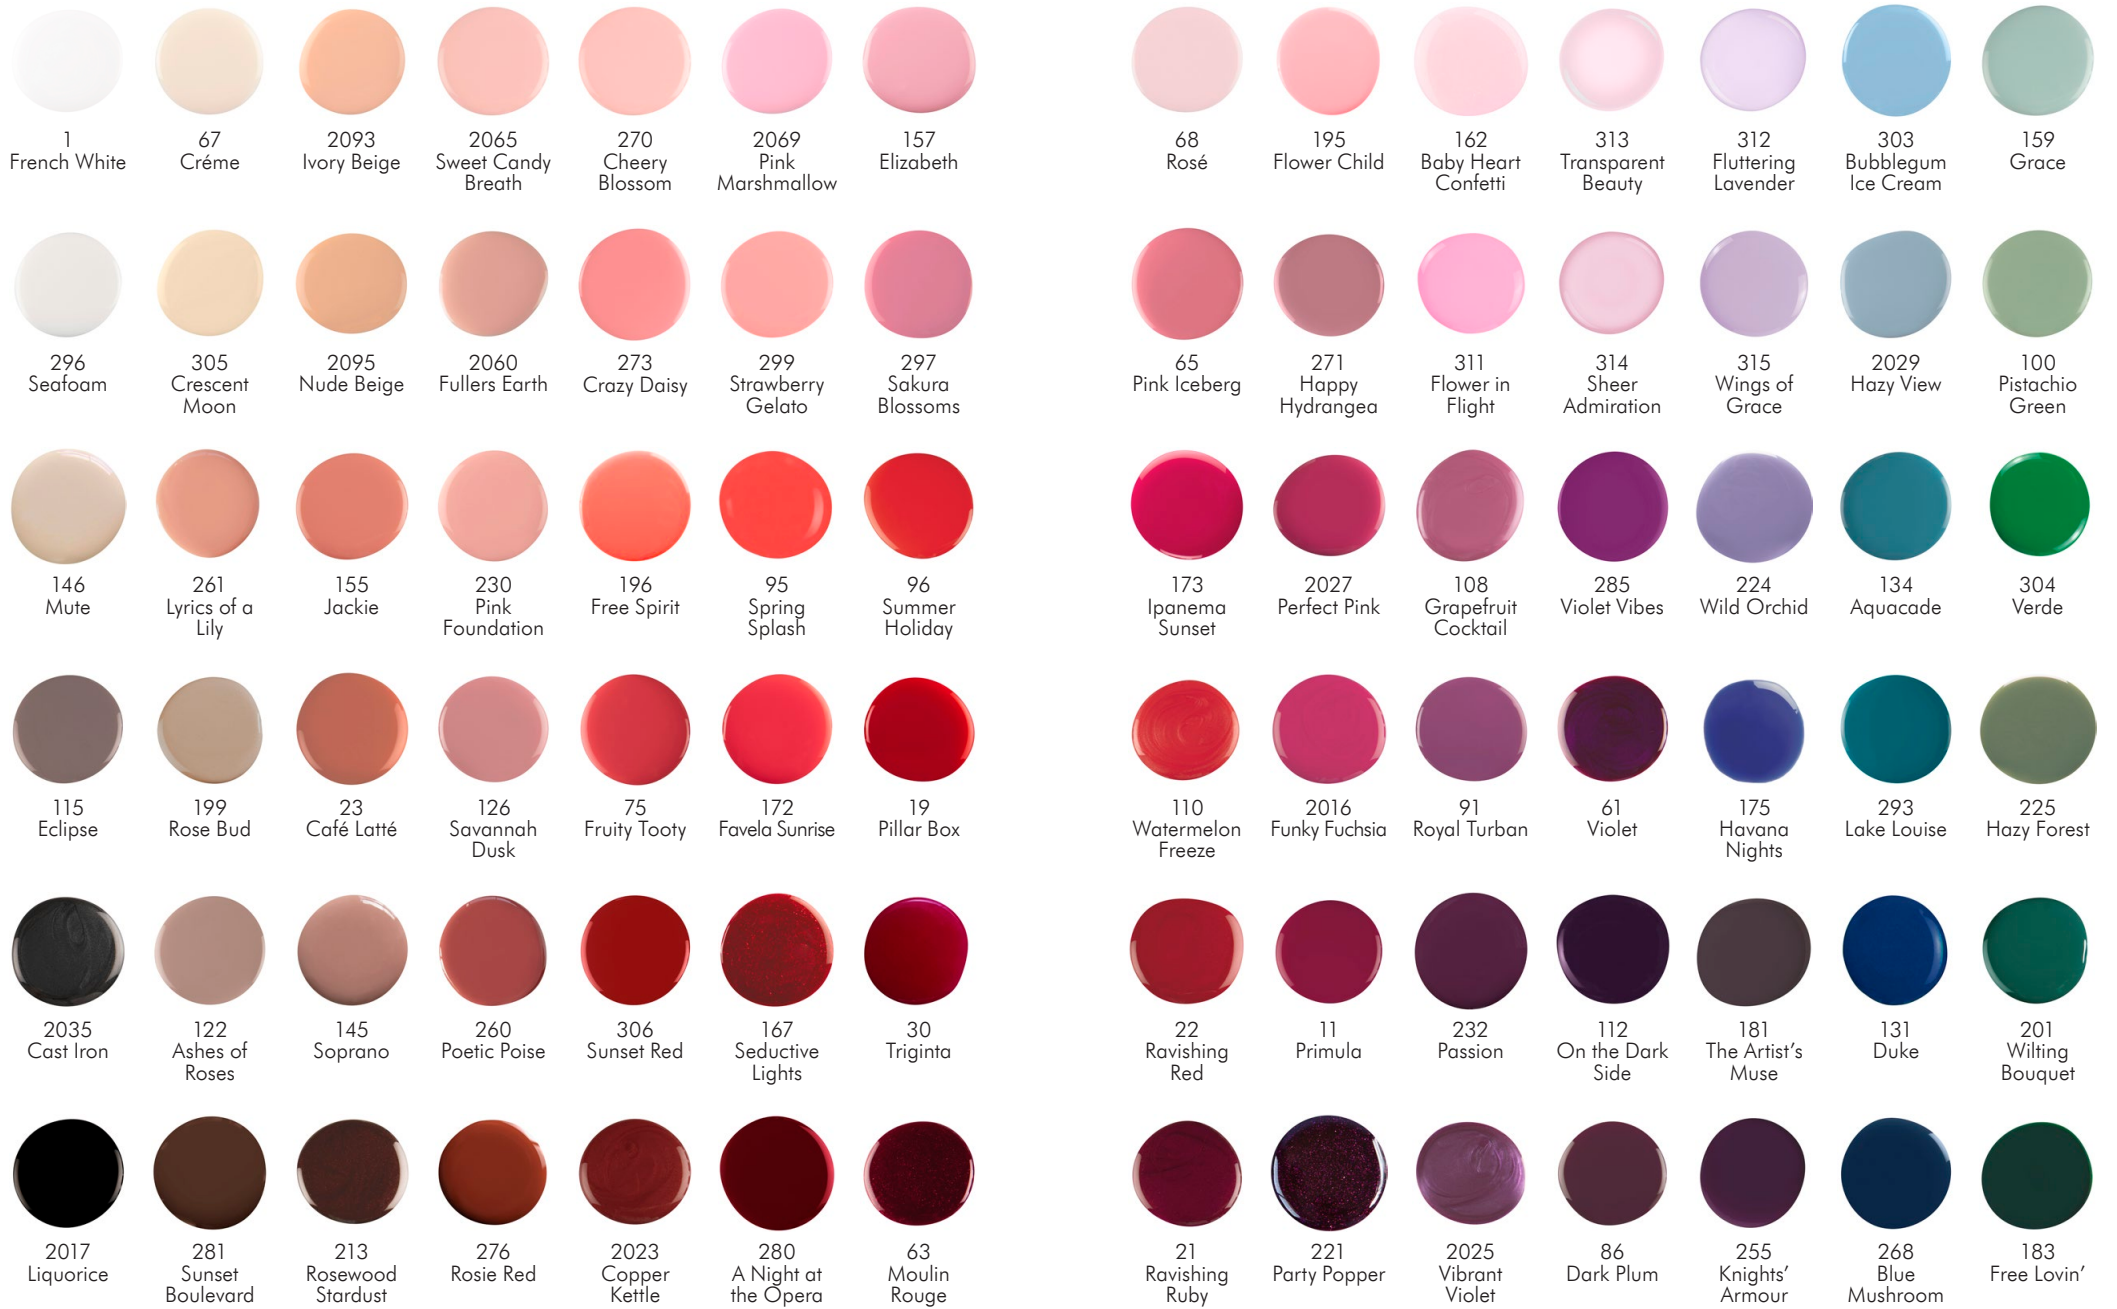 1
French White
67
Créme
2093
Ivory Beige
2065
Sweet Candy
Breath
270
Cheery
Blossom
2069
Pink
Marshmallow
157
Elizabeth
68
Rosé
195
Flower Child
162
Baby Heart
Confetti
313
Transparent
Beauty
312
Fluttering
Lavender
303
Bubblegum
Ice Cream
159
Grace
296
Seafoam
305
Crescent
Moon
2095
Nude Beige
2060
Fullers Earth
273
Crazy Daisy
299
Strawberry
Gelato
297
Sakura
Blossoms
65
Pink Iceberg
271
Happy
Hydrangea
311
Flower in
Flight
314
Sheer
Admiration
315
Wings of
Grace
2029
Hazy View
100
Pistachio
Green
146
Mute
261
Lyrics of a
Lily
155
Jackie
230
Pink
Foundation
196
Free Spirit
95
Spring
Splash
96
Summer
Holiday
173
Ipanema
Sunset
2027
Perfect Pink
108
Grapefruit
Cocktail
285
Violet Vibes
224
Wild Orchid
134
Aquacade
304
Verde
115
Eclipse
199
Rose Bud
23
Café Latté
126
Savannah
Dusk
75
Fruity Tooty
172
Favela Sunrise
19
Pillar Box
110
Watermelon
Freeze
2016
Funky Fuchsia
91
Royal Turban
61
Violet
175
Havana
Nights
293
Lake Louise
225
Hazy Forest
2035
Cast Iron
122
Ashes of
Roses
145
Soprano
260
Poetic Poise
306
Sunset Red
167
Seductive
Lights
30
Triginta
22
Ravishing
Red
11
Primula
232
Passion
112
On the Dark
Side
181
The Artist's
Muse
131
Duke
201
Wilting
Bouquet
2017
Liquorice
281
Sunset
Boulevard
213
Rosewood
Stardust
276
Rosie Red
2023
Copper
Kettle
280
A Night at
the Opera
63
Moulin
Rouge
21
Ravishing
Ruby
221
Party Popper
2025
Vibrant
Violet
86
Dark Plum
255
Knights'
Armour
268
Blue
Mushroom
183
Free Lovin'